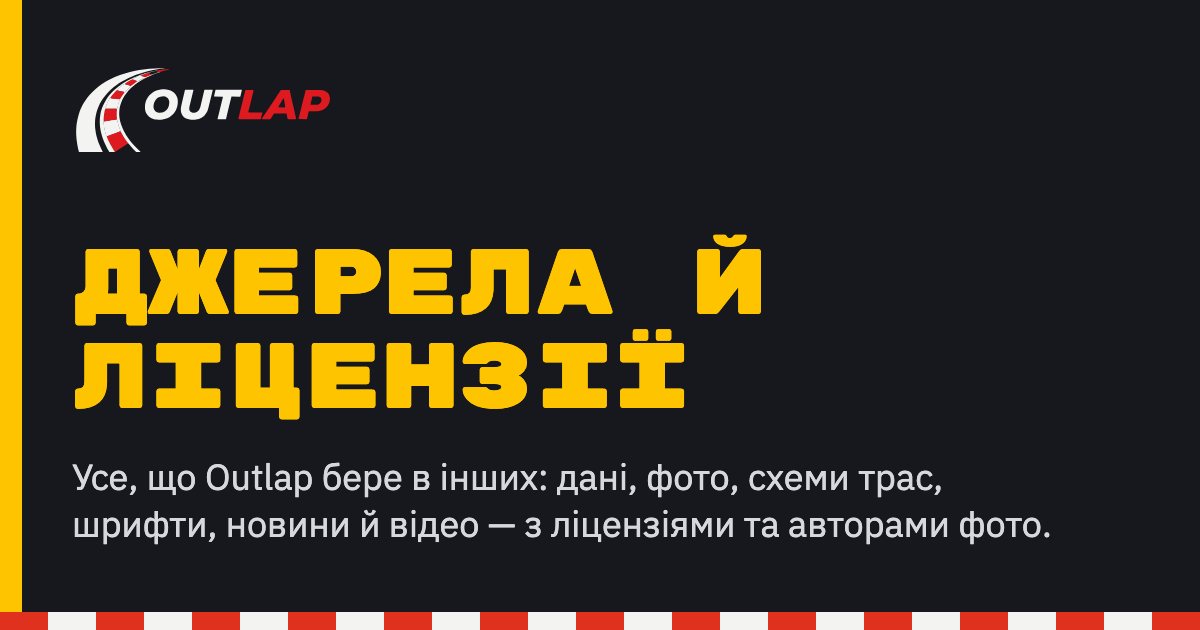 OUTLAP
ДЖЕРЕЛА Й
ЛІЦЕНЗІЇ
Усе, що Outlap бере в інших: дані, фото, схеми трас,
шрифти, новини й відео — з ліцензіями та авторами фото.